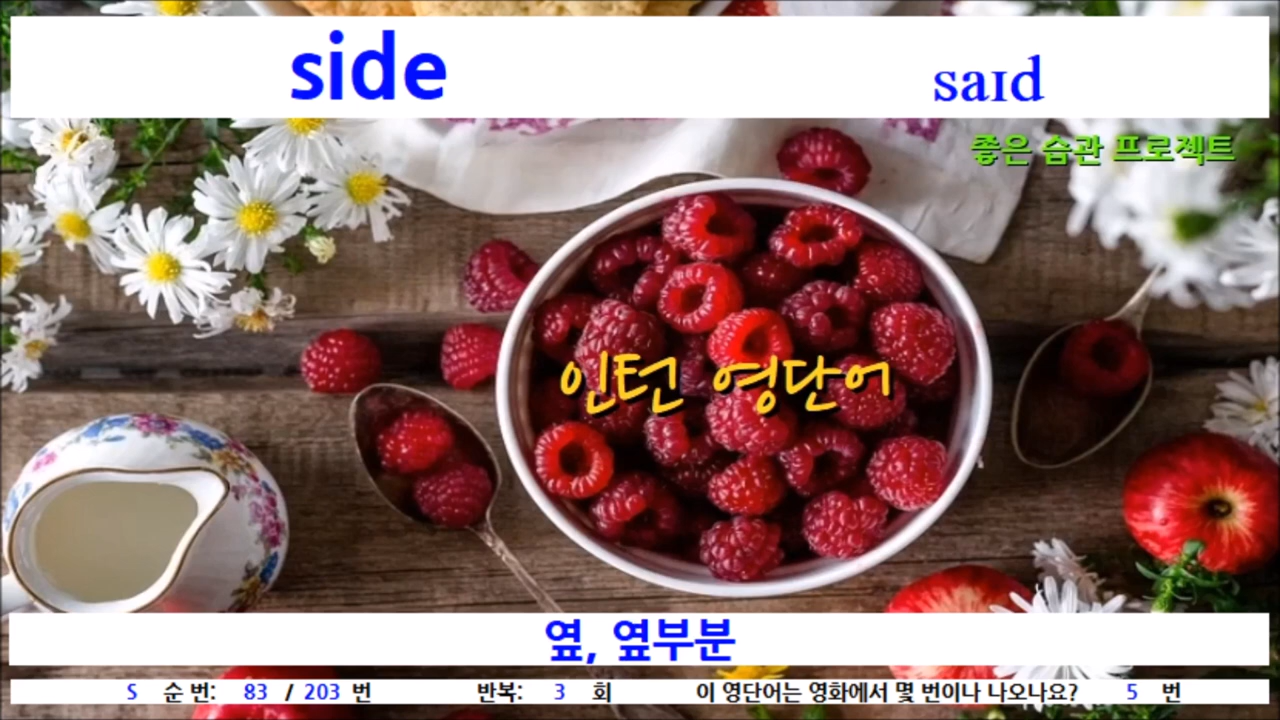 side saɪd
좋은 습관 프로젝트
인턴 영단어
옆, 옆부분
S 순 번: 83 / 203 번 반복: 3 회 이 영단어는 영화에서 몇 번이나 나오나요? 5 번